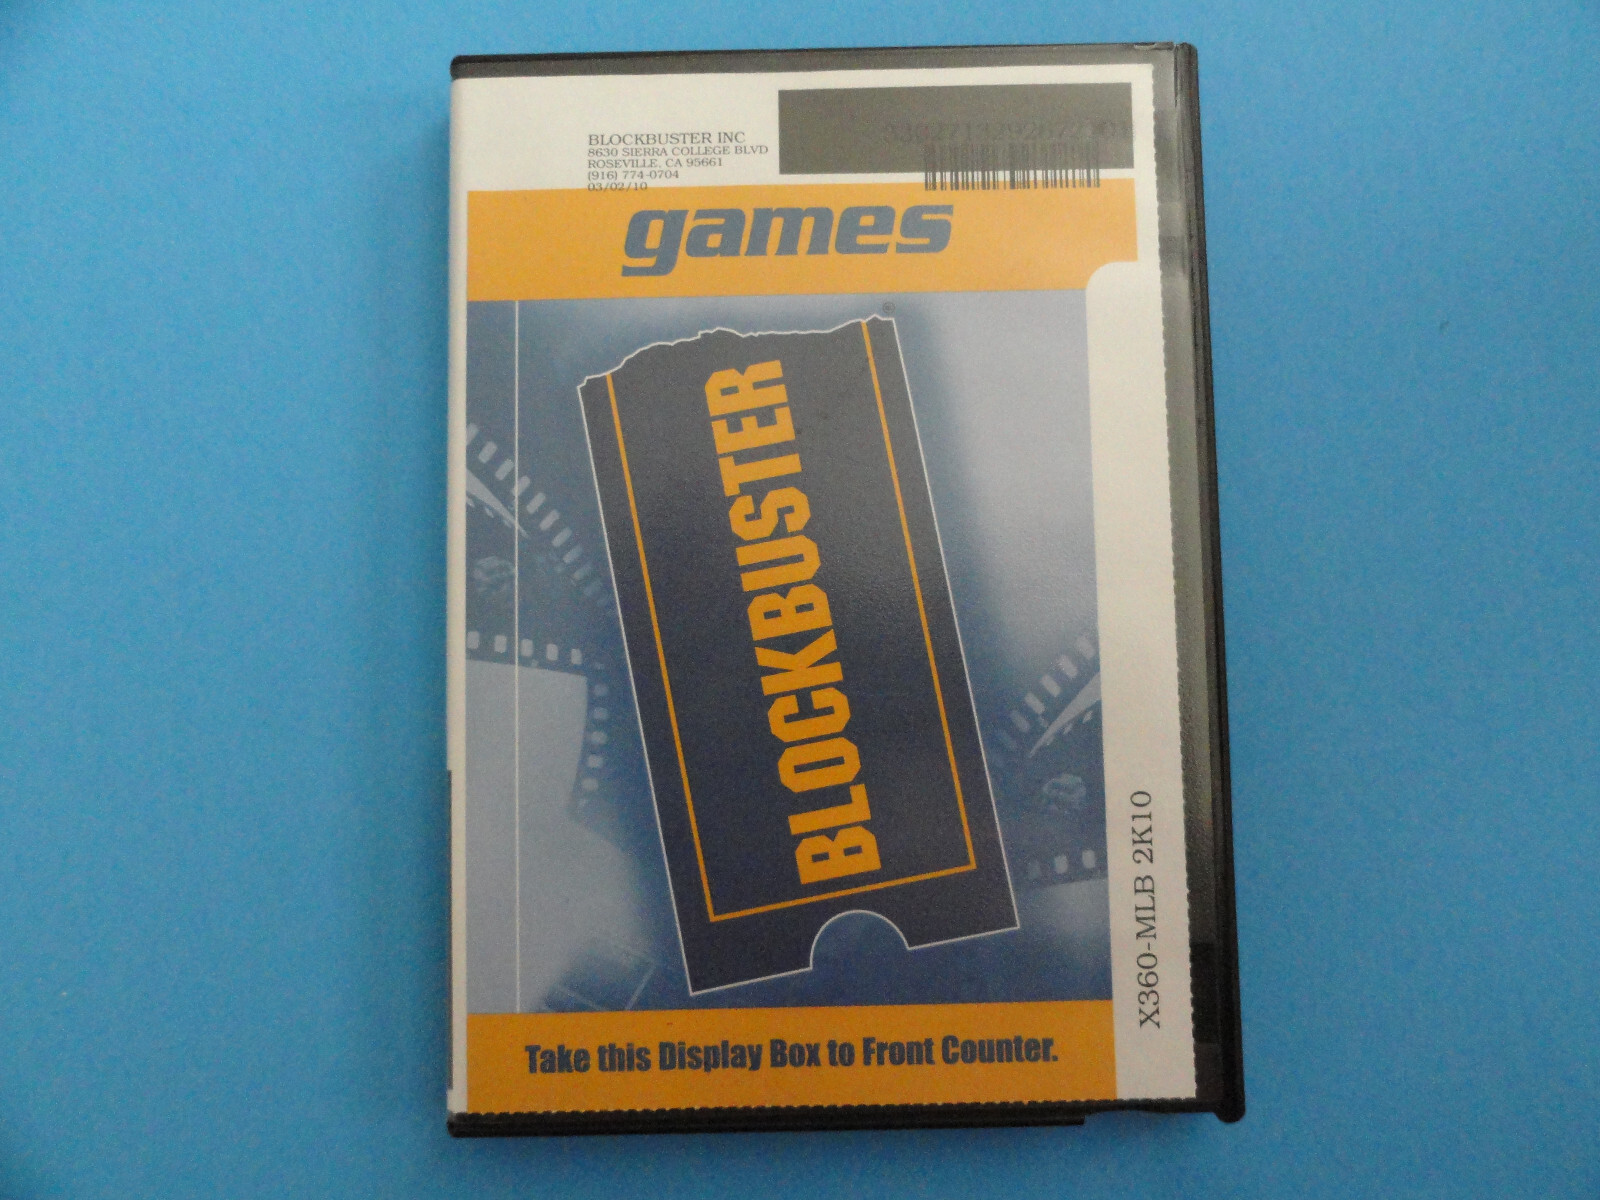 BLOCKBUSTER INC
8630 SIERRA COLLEGE BLVD
ROSEVILLE, CA 95661
(916) 774-0704
03/02/10
games
BLOCKBUSTER
®
X360-MLB 2K10
Take this Display Box to Front Counter.